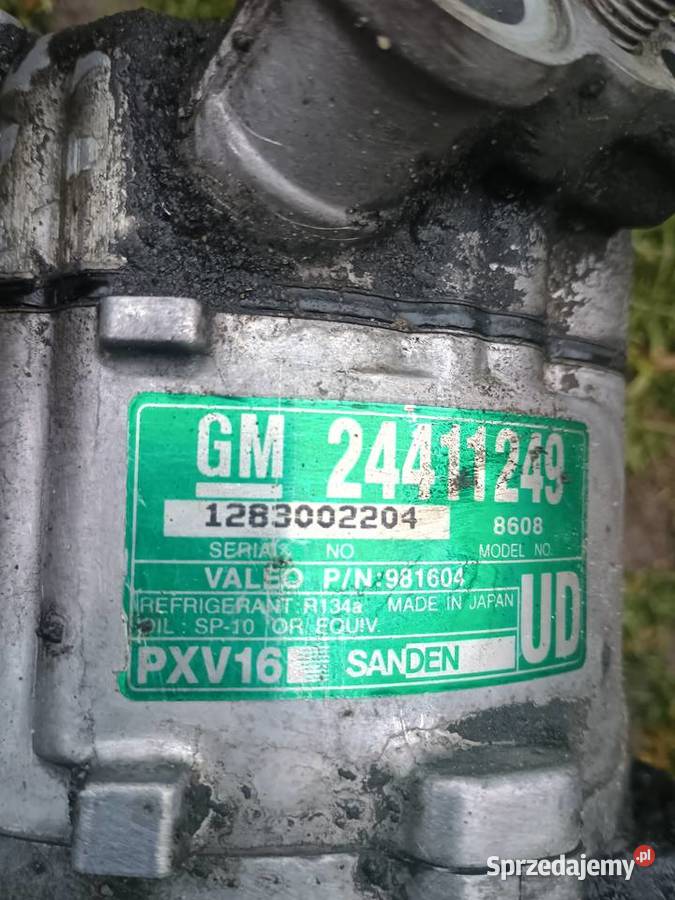 GM 24411249
1283002204 8608
SERIAL NO MODEL NO.
VALEO P/N:981604
REFRIGERANT : R134a MADE IN JAPAN
OIL : SP-10 OR EQUIV. UD
PXV16 SANDEN
Sprzedajemy.pl